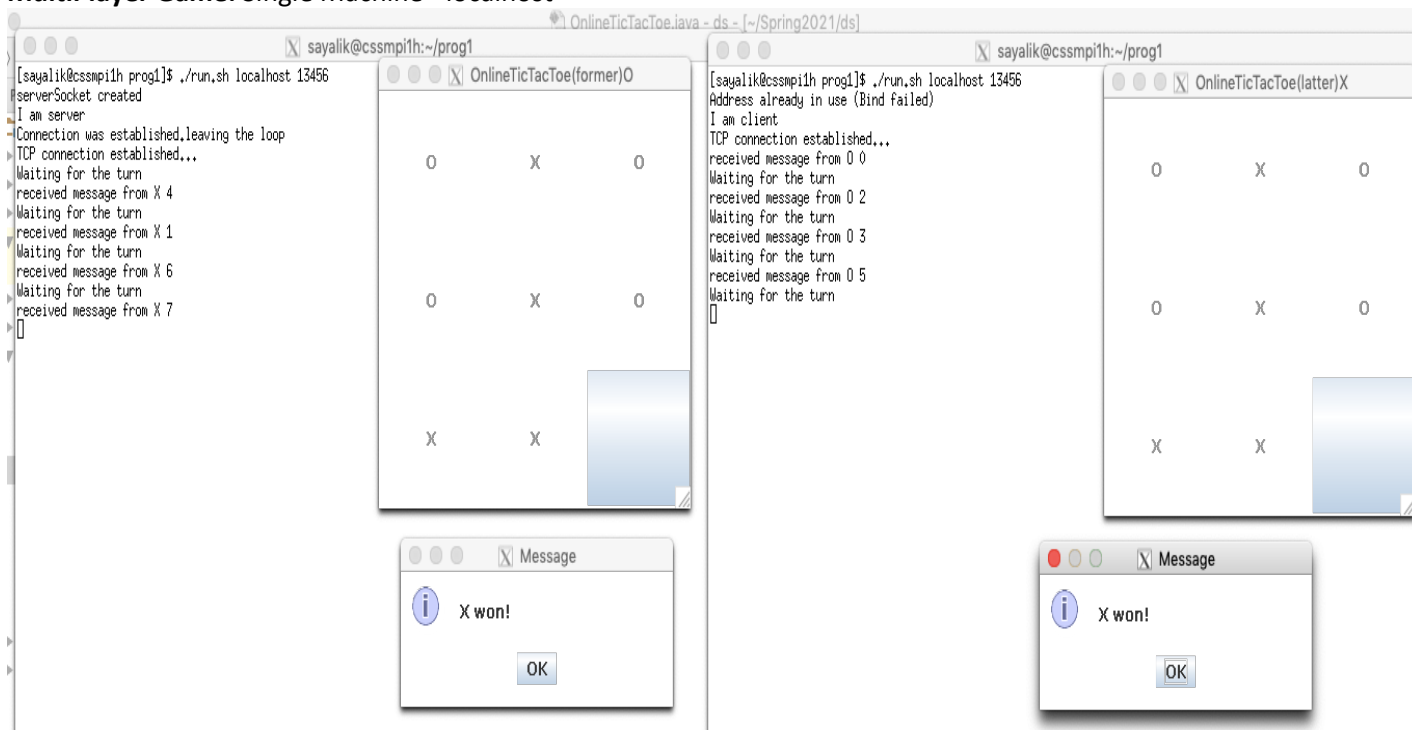 MultiPlayer Game: Single machine - localhost
OnlineTicTacToe.java - ds - [~/Spring2021/ds]
sayalik@cssmpi1h:~/prog1
[sayalik@cssmpi1h prog1]$ ./run.sh localhost 13456
serverSocket created
I am server
Connection was established,leaving the loop
TCP connection established...
Waiting for the turn
received message from X 4
Waiting for the turn
received message from X 1
Waiting for the turn
received message from X 6
Waiting for the turn
received message from X 7
OnlineTicTacToe(former)O
O X O
O X O
X X
Message
X won!
OK
sayalik@cssmpi1h:~/prog1
[sayalik@cssmpi1h prog1]$ ./run.sh localhost 13456
Address already in use (Bind failed)
I am client
TCP connection established...
received message from O 0
Waiting for the turn
received message from O 2
Waiting for the turn
received message from O 3
Waiting for the turn
received message from O 5
Waiting for the turn
OnlineTicTacToe(latter)X
O X O
O X O
X X
Message
X won!
OK